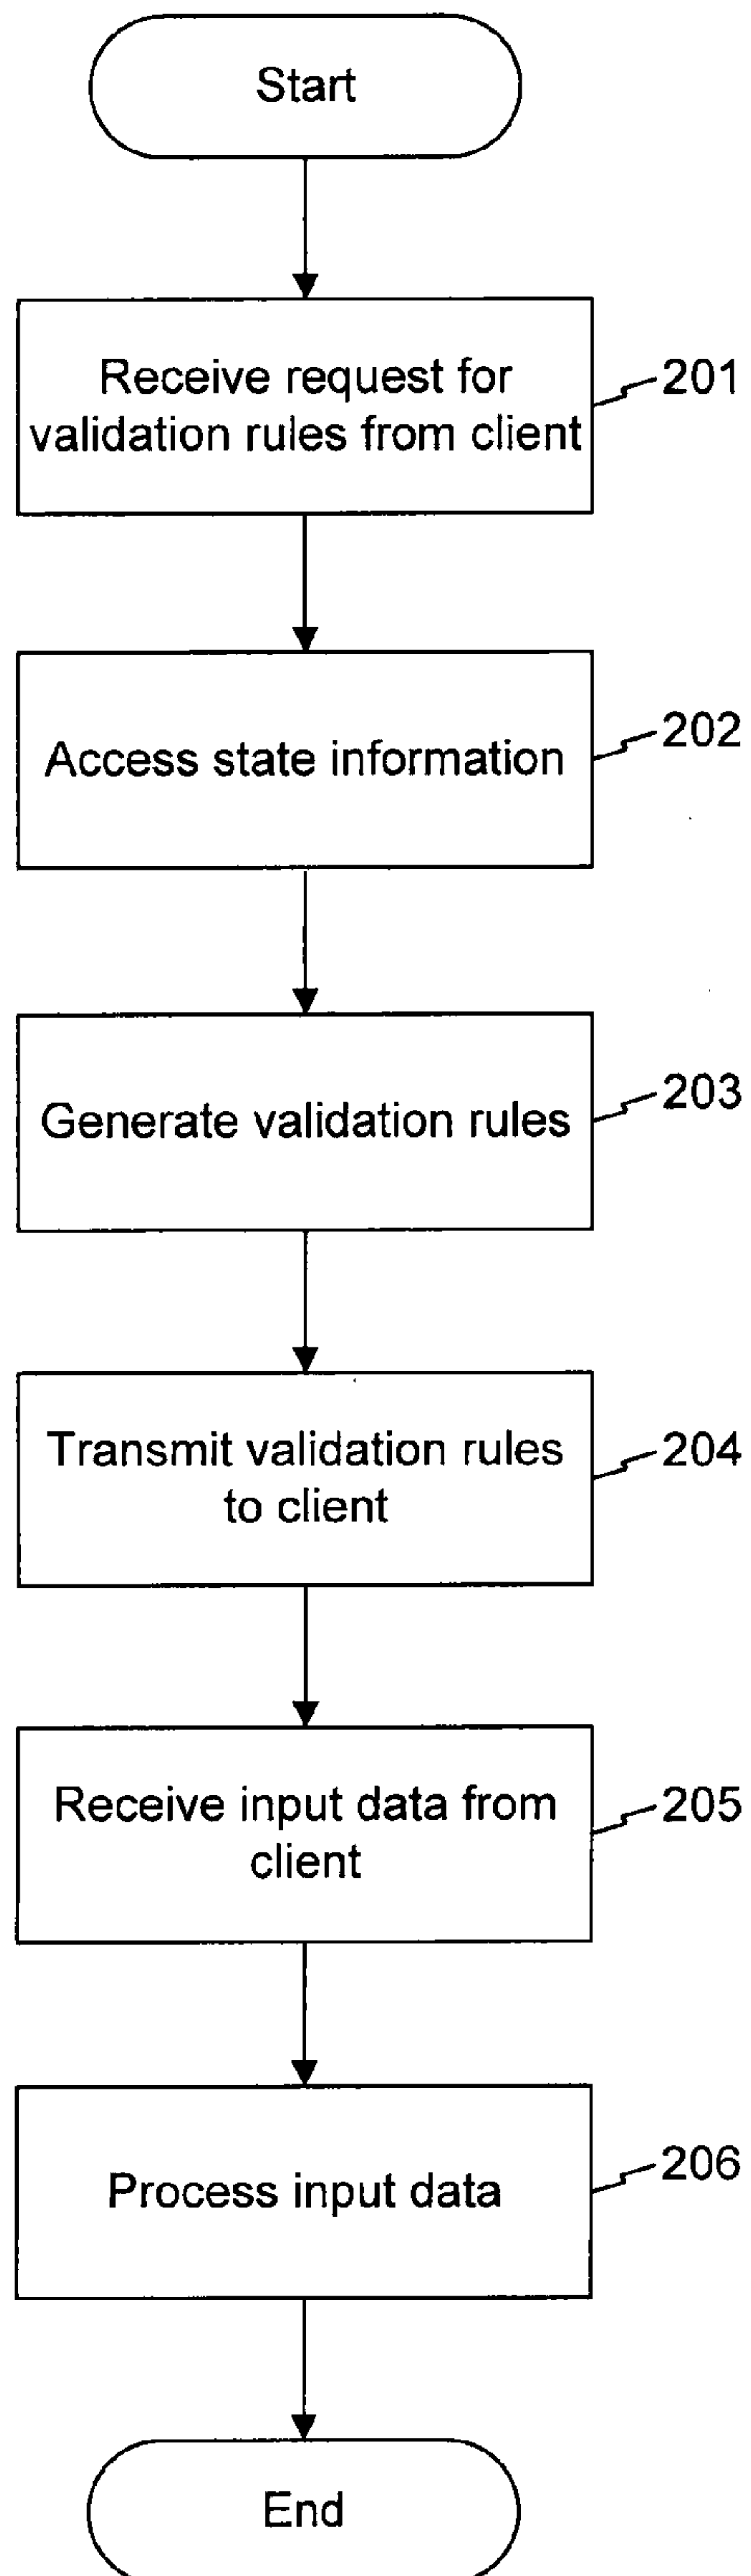 Start
Receive request for
validation rules from client
201
Access state information
202
Generate validation rules
203
Transmit validation rules
to client
204
Receive input data from
client
205
Process input data
206
End